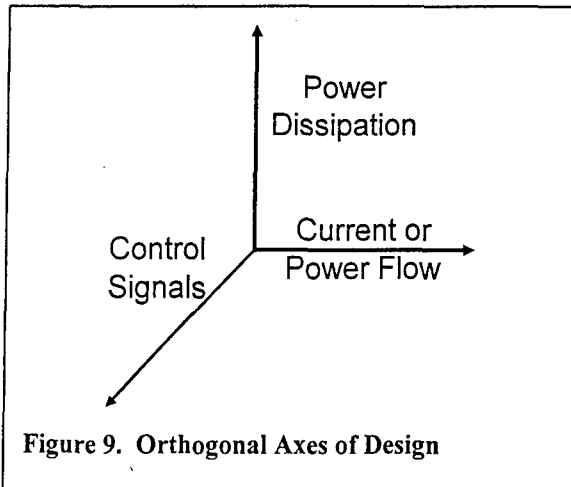 Power
Dissipation
Control
Signals
Current or
Power Flow
Figure 9. Orthogonal Axes of Design